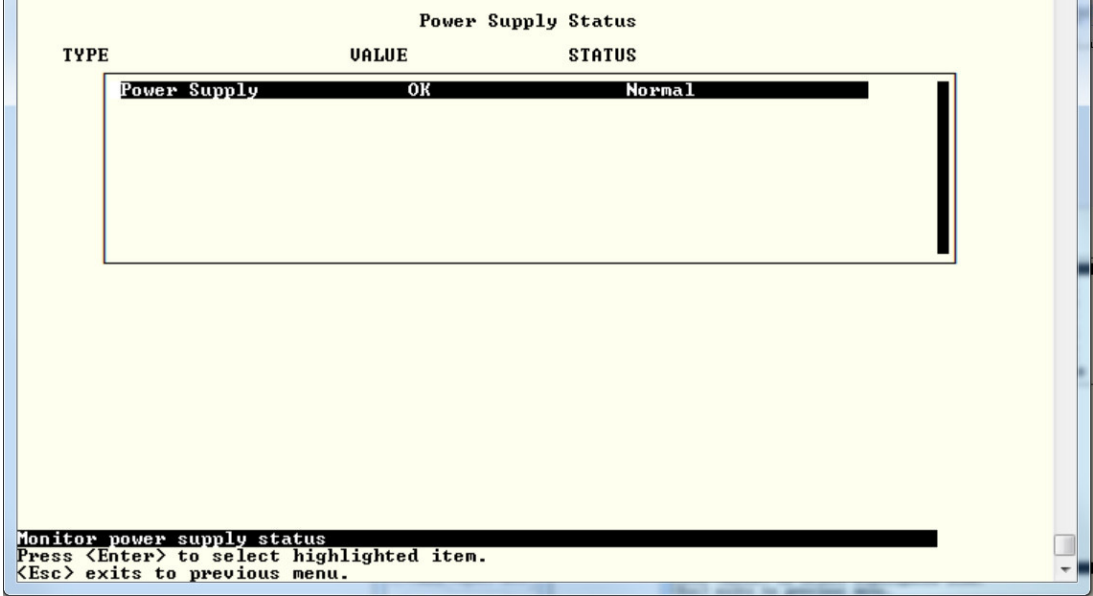 Power Supply Status
TYPE VALUE STATUS
Power Supply OK Normal
Monitor power supply status
Press <Enter> to select highlighted item.
<Esc> exits to previous menu.